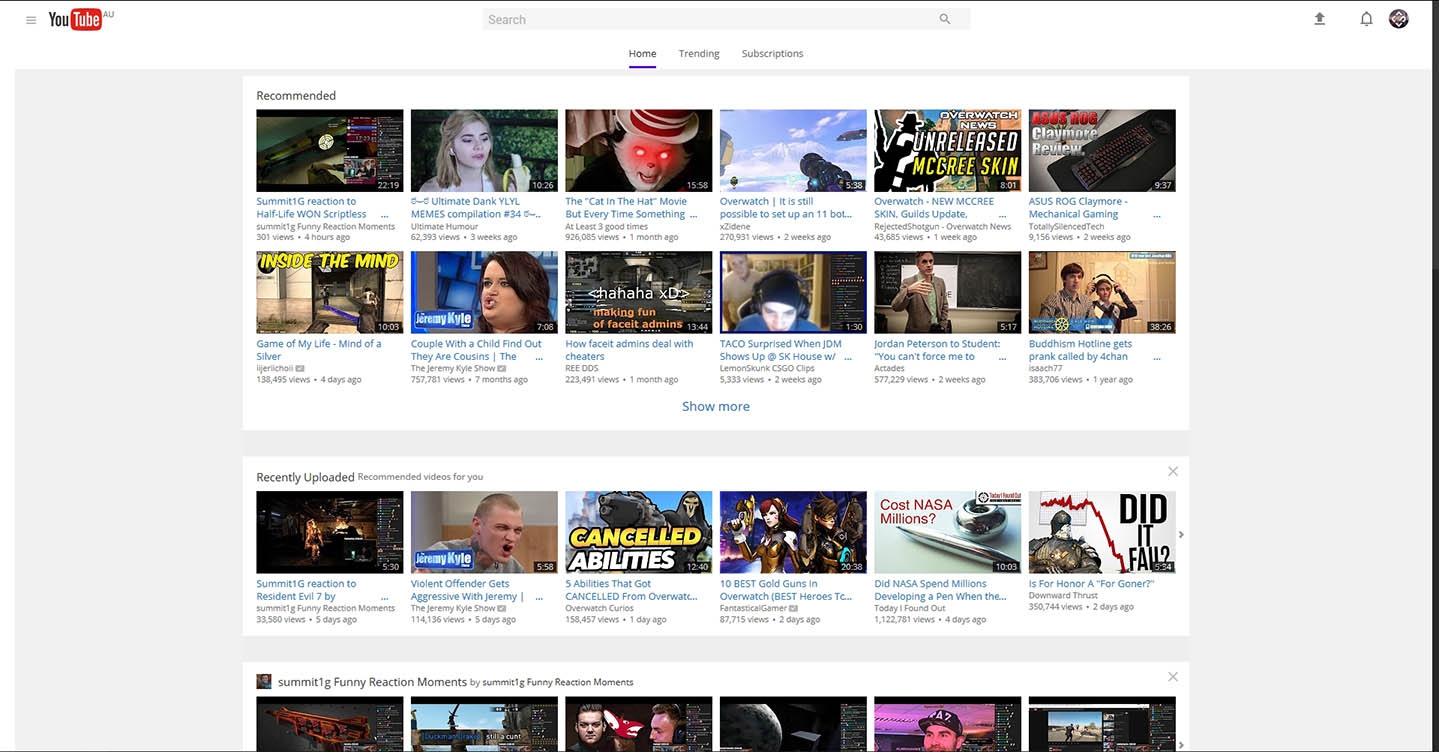 YouTube AU
Search
Home Trending Subscriptions
Recommended
22:19
10:26
15:58
5:38
OVERWATCH NEWS
UNRELEASED
MCCREE SKIN
8:01
ASUS ROG
Claymore
Review.
9:37
Summit1G reaction to
Half-Life WON Scriptless ...
summit1g Funny Reaction Moments
301 views • 4 hours ago
Ultimate Dank YLYL
MEMES compilation #34
Ultimate Humour
62,393 views • 3 weeks ago
The "Cat In The Hat" Movie
But Every Time Something ...
At Least 3 good times
926,085 views • 1 month ago
Overwatch | It is still
possible to set up an 11 bot...
xZidene
270,931 views • 2 weeks ago
Overwatch - NEW MCCREE
SKIN, Guilds Update, ...
RejectedShotgun - Overwatch News
43,685 views • 1 week ago
ASUS ROG Claymore -
Mechanical Gaming ...
TotallySilencedTech
9,156 views • 2 weeks ago
INSIDE THE MIND
10:03
the Jeremy Kyle show
7:08
<hahaha xD>
making fun
of faceit admins
13:44
1:30
5:17
38:26
Game of My Life - Mind of a
Silver
iijeriichoii
138,495 views • 4 days ago
Couple With a Child Find Out
They Are Cousins | The ...
The Jeremy Kyle Show
757,781 views • 7 months ago
How faceit admins deal with
cheaters
REE DDS
223,491 views • 1 month ago
TACO Surprised When JDM
Shows Up @ SK House w/ ...
LemonSkunk CSGO Clips
5,333 views • 2 weeks ago
Jordan Peterson to Student:
"You can't force me to ...
Actades
577,229 views • 2 weeks ago
Buddhism Hotline gets
prank called by 4chan ...
isaach77
383,706 views • 1 year ago
Show more
Recently Uploaded Recommended videos for you
5:30
the Jeremy Kyle show
5:58
CANCELLED
ABILITIES
12:40
20:38
Cost NASA
Millions?
Today I Found Out
10:03
DID
IT
FAIL?
5:34
Summit1G reaction to
Resident Evil 7 by ...
summit1g Funny Reaction Moments
33,580 views • 5 days ago
Violent Offender Gets
Aggressive With Jeremy | ...
The Jeremy Kyle Show
114,136 views • 5 days ago
5 Abilities That Got
CANCELLED From Overwatc...
Overwatch Curios
158,457 views • 1 day ago
10 BEST Gold Guns In
Overwatch (BEST Heroes To...
FantasticalGamer
87,715 views • 2 days ago
Did NASA Spend Millions
Developing a Pen When the...
Today I Found Out
1,122,781 views • 4 days ago
Is For Honor A "For Goner?"
Downward Thrust
350,744 views • 2 days ago
summit1g Funny Reaction Moments by summit1g Funny Reaction Moments
Duckman Drake: still a cunt